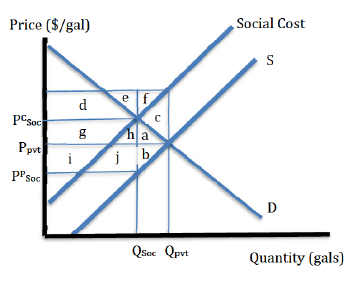 Price ($/gal)
Social Cost
S
e f
d
c
PᶜSoc
g h a
Ppvt
i j b
PᵖSoc
D
QSoc Qpvt
Quantity (gals)